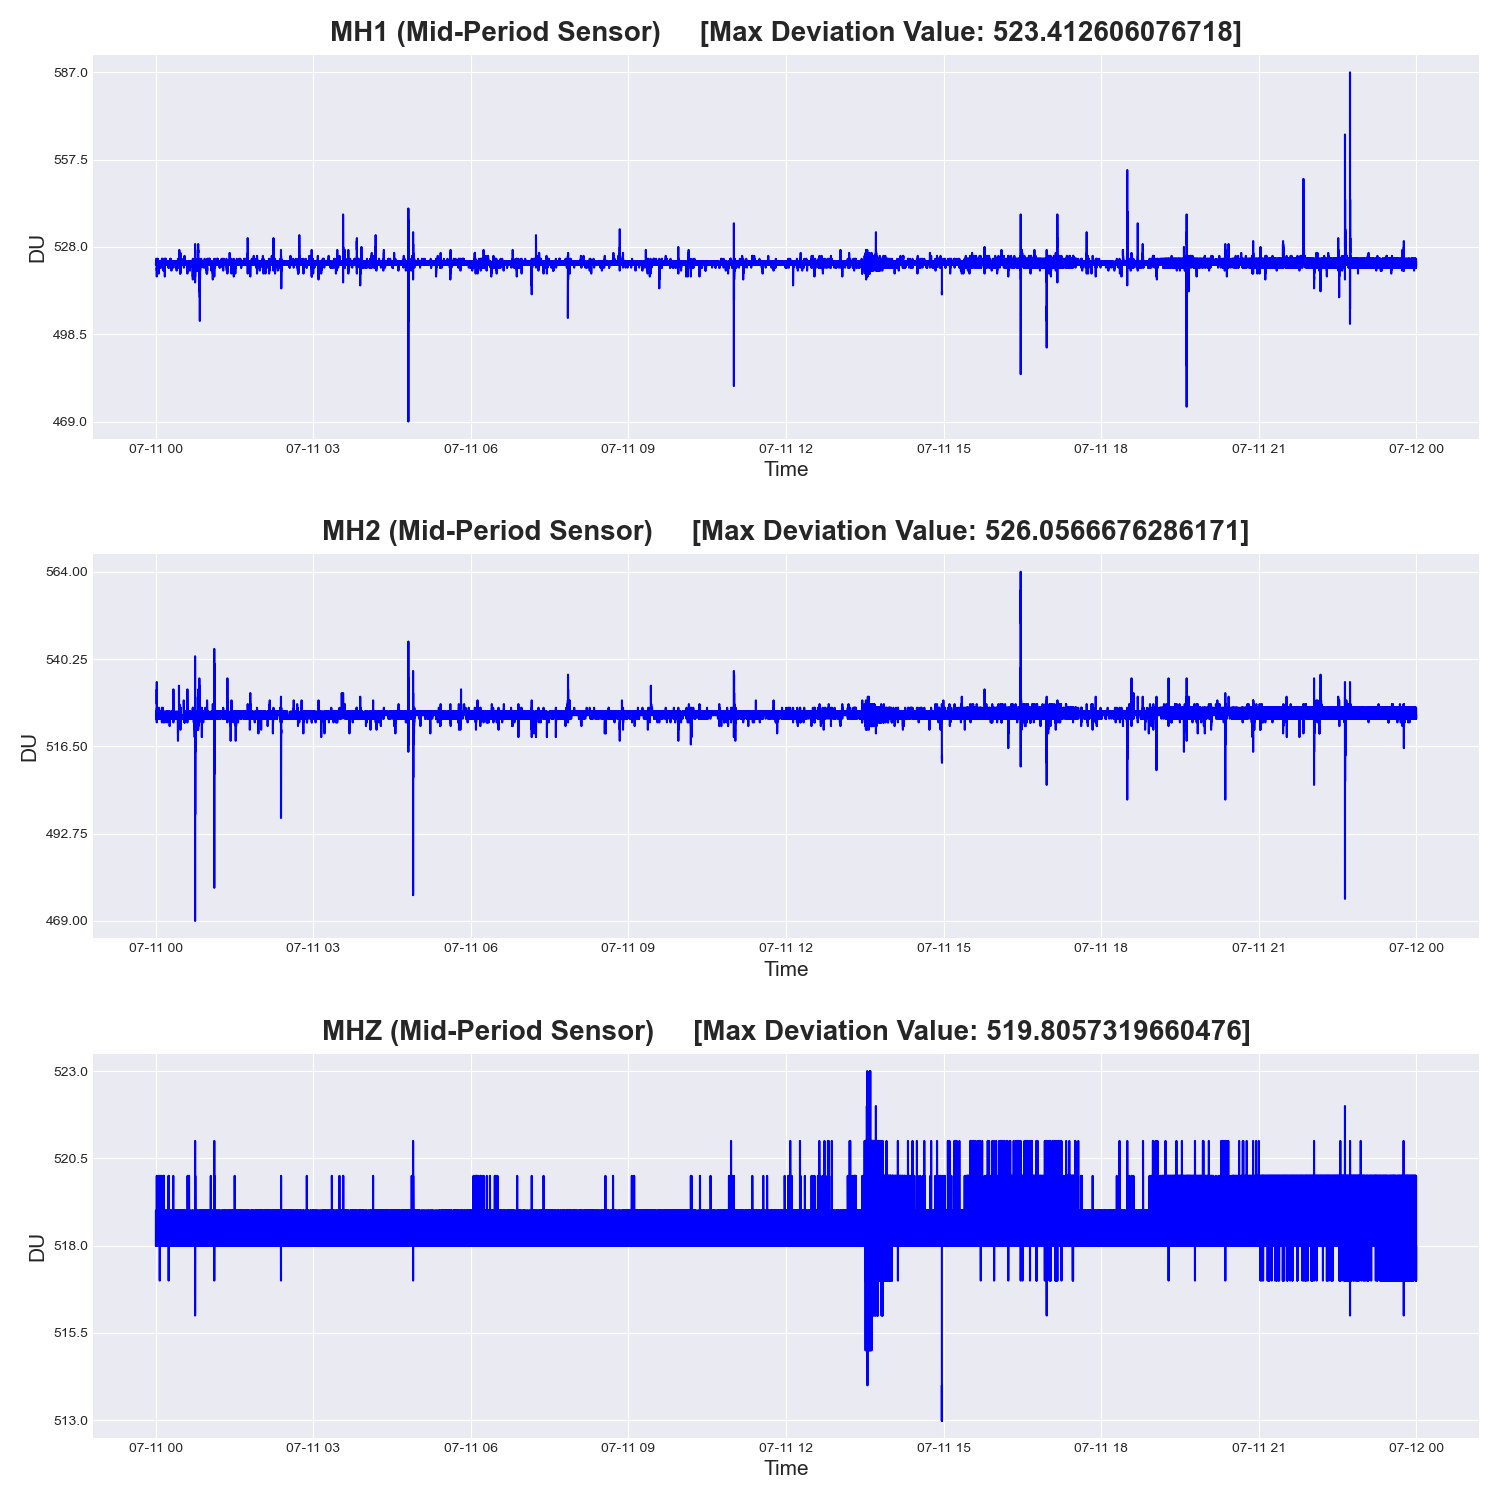 MH1 (Mid-Period Sensor) [Max Deviation Value: 523.412606076718]
587.0
557.5
528.0
498.5
469.0
DU
07-11 00 07-11 03 07-11 06 07-11 09 07-11 12 07-11 15 07-11 18 07-11 21 07-12 00
Time
MH2 (Mid-Period Sensor) [Max Deviation Value: 526.0566676286171]
564.00
540.25
516.50
492.75
469.00
DU
07-11 00 07-11 03 07-11 06 07-11 09 07-11 12 07-11 15 07-11 18 07-11 21 07-12 00
Time
MHZ (Mid-Period Sensor) [Max Deviation Value: 519.8057319660476]
523.0
520.5
518.0
515.5
513.0
DU
07-11 00 07-11 03 07-11 06 07-11 09 07-11 12 07-11 15 07-11 18 07-11 21 07-12 00
Time